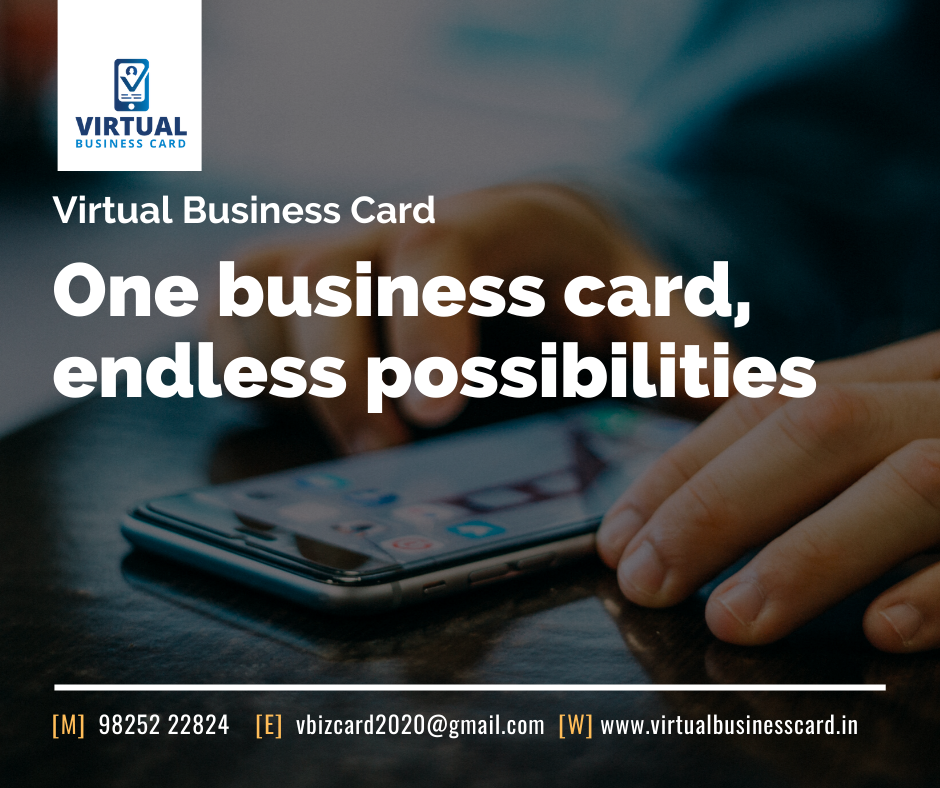 VIRTUAL
BUSINESS CARD
Virtual Business Card
One business card,
endless possibilities
[M] 98252 22824 [E] vbizcard2020@gmail.com [W] www.virtualbusinesscard.in